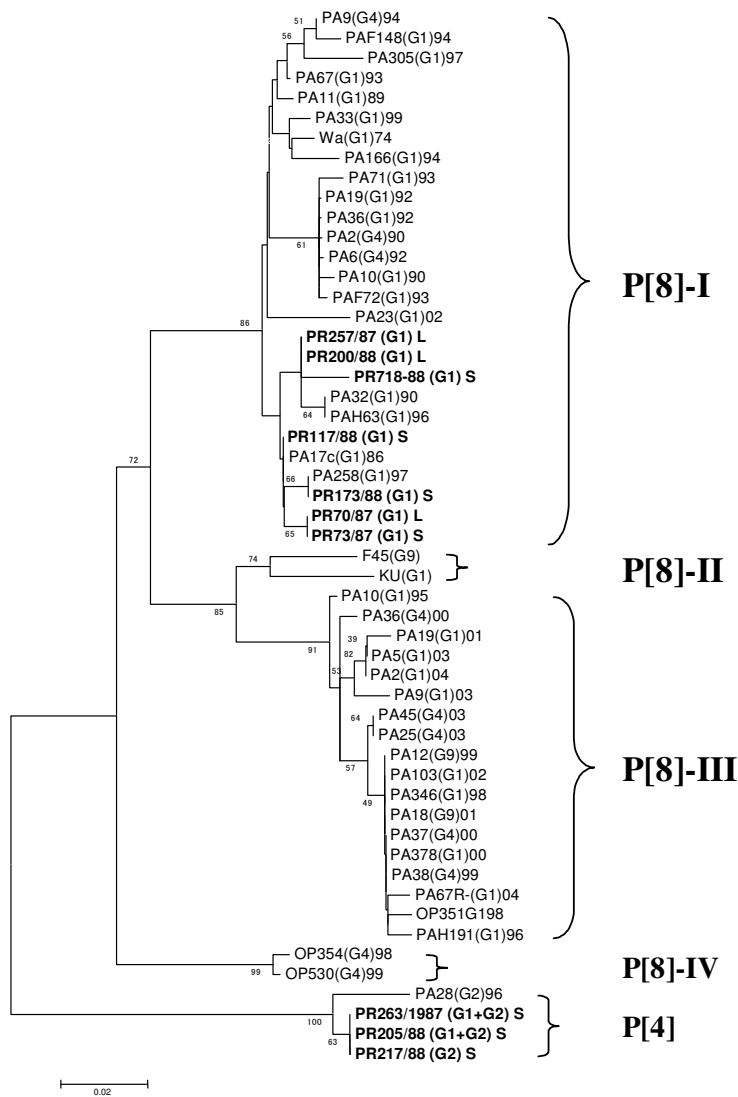 PA9(G4)94
51
PAF148(G1)94
56
PA305(G1)97
PA67(G1)93
PA11(G1)89
PA33(G1)99
Wa(G1)74
PA166(G1)94
PA71(G1)93
PA19(G1)92
PA36(G1)92
PA2(G4)90
61
PA6(G4)92
PA10(G1)90
P[8]-I
PAF72(G1)93
PA23(G1)02
86
PR257/87 (G1) L
PR200/88 (G1) L
PR718-88 (G1) S
PA32(G1)90
64
PAH63(G1)96
PR117/88 (G1) S
PA17c(G1)86
72
PA258(G1)97
66
PR173/88 (G1) S
PR70/87 (G1) L
65
PR73/87 (G1) S
F45(G9)
74
P[8]-II
KU(G1)
PA10(G1)95
85
PA36(G4)00
PA19(G1)01
39
91
PA5(G1)03
82
PA2(G1)04
53
PA9(G1)03
PA45(G4)03
64
PA25(G4)03
PA12(G9)99
57
P[8]-III
PA103(G1)02
PA346(G1)98
49
PA18(G9)01
PA37(G4)00
PA378(G1)00
PA38(G4)99
PA67R-(G1)04
OP351G198
PAH191(G1)96
OP354(G4)98
P[8]-IV
99
OP530(G4)99
PA28(G2)96
PR263/1987 (G1+G2) S
100
P[4]
PR205/88 (G1+G2) S
63
PR217/88 (G2) S
0.02